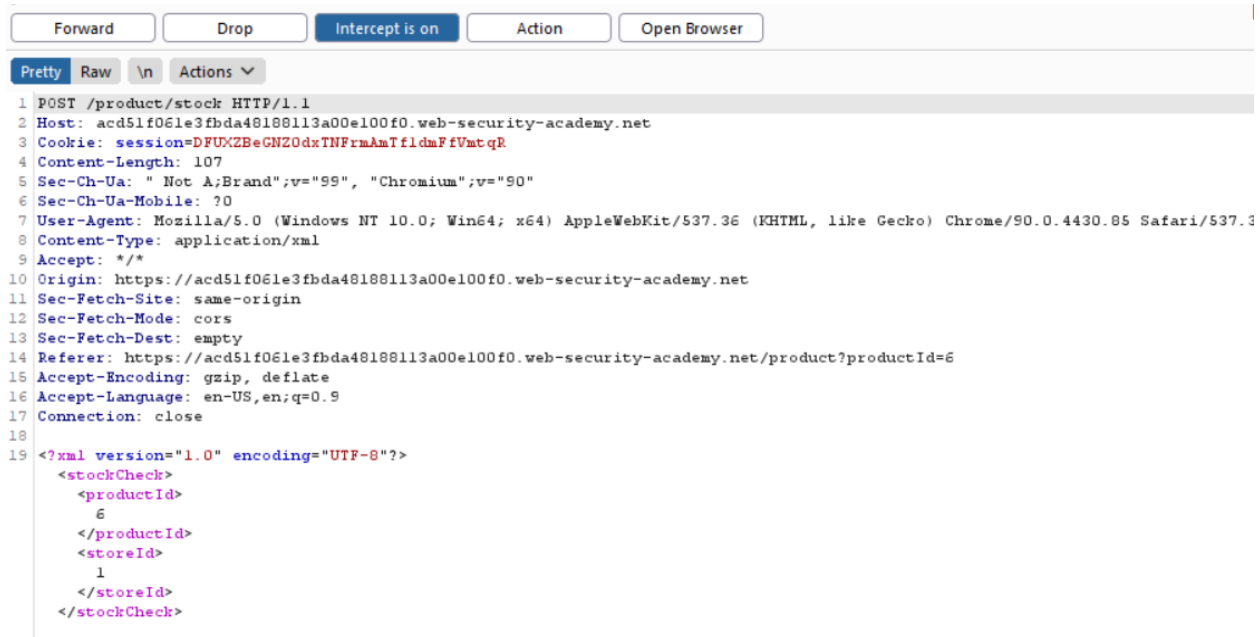 Forward Drop Intercept is on Action Open Browser
Pretty Raw \n Actions
1 POST /product/stock HTTP/1.1
2 Host: acd51f061e3fbda48188113a00e100f0.web-security-academy.net
3 Cookie: session=DFUXZBeGNZOdxTNFrmAmTfldmFfVmtqR
4 Content-Length: 107
5 Sec-Ch-Ua: " Not A;Brand";v="99", "Chromium";v="90"
6 Sec-Ch-Ua-Mobile: ?0
7 User-Agent: Mozilla/5.0 (Windows NT 10.0; Win64; x64) AppleWebKit/537.36 (KHTML, like Gecko) Chrome/90.0.4430.85 Safari/537.3
8 Content-Type: application/xml
9 Accept: */*
10 Origin: https://acd51f061e3fbda48188113a00e100f0.web-security-academy.net
11 Sec-Fetch-Site: same-origin
12 Sec-Fetch-Mode: cors
13 Sec-Fetch-Dest: empty
14 Referer: https://acd51f061e3fbda48188113a00e100f0.web-security-academy.net/product?productId=6
15 Accept-Encoding: gzip, deflate
16 Accept-Language: en-US,en;q=0.9
17 Connection: close
18
19 <?xml version="1.0" encoding="UTF-8"?>
<stockCheck>
<productId>
6
</productId>
<storeId>
1
</storeId>
</stockCheck>